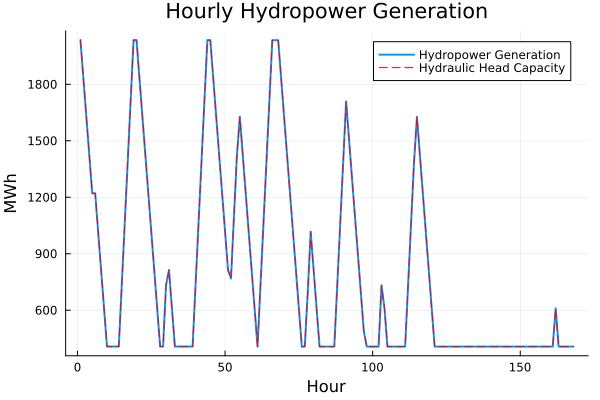 Hourly Hydropower Generation
Hydropower Generation
Hydraulic Head Capacity
1800
1500
1200
900
600
MWh
0 50 100 150
Hour